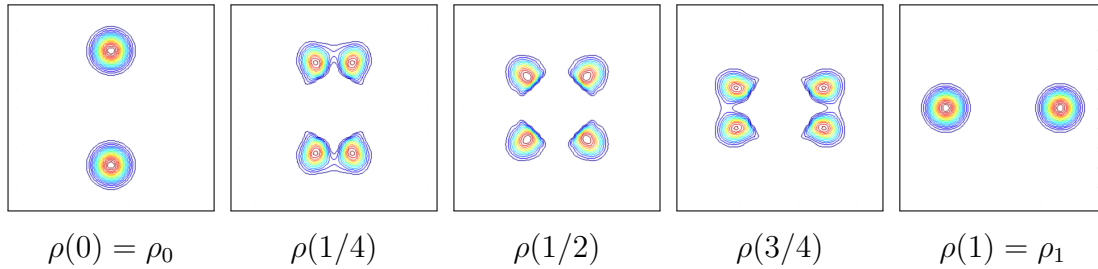 ρ(0) = ρ₀ ρ(1/4) ρ(1/2) ρ(3/4) ρ(1) = ρ₁